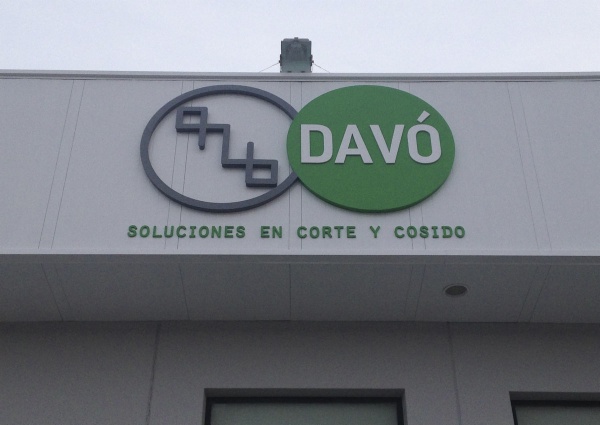 DAVÓ
SOLUCIONES EN CORTE Y COSIDO